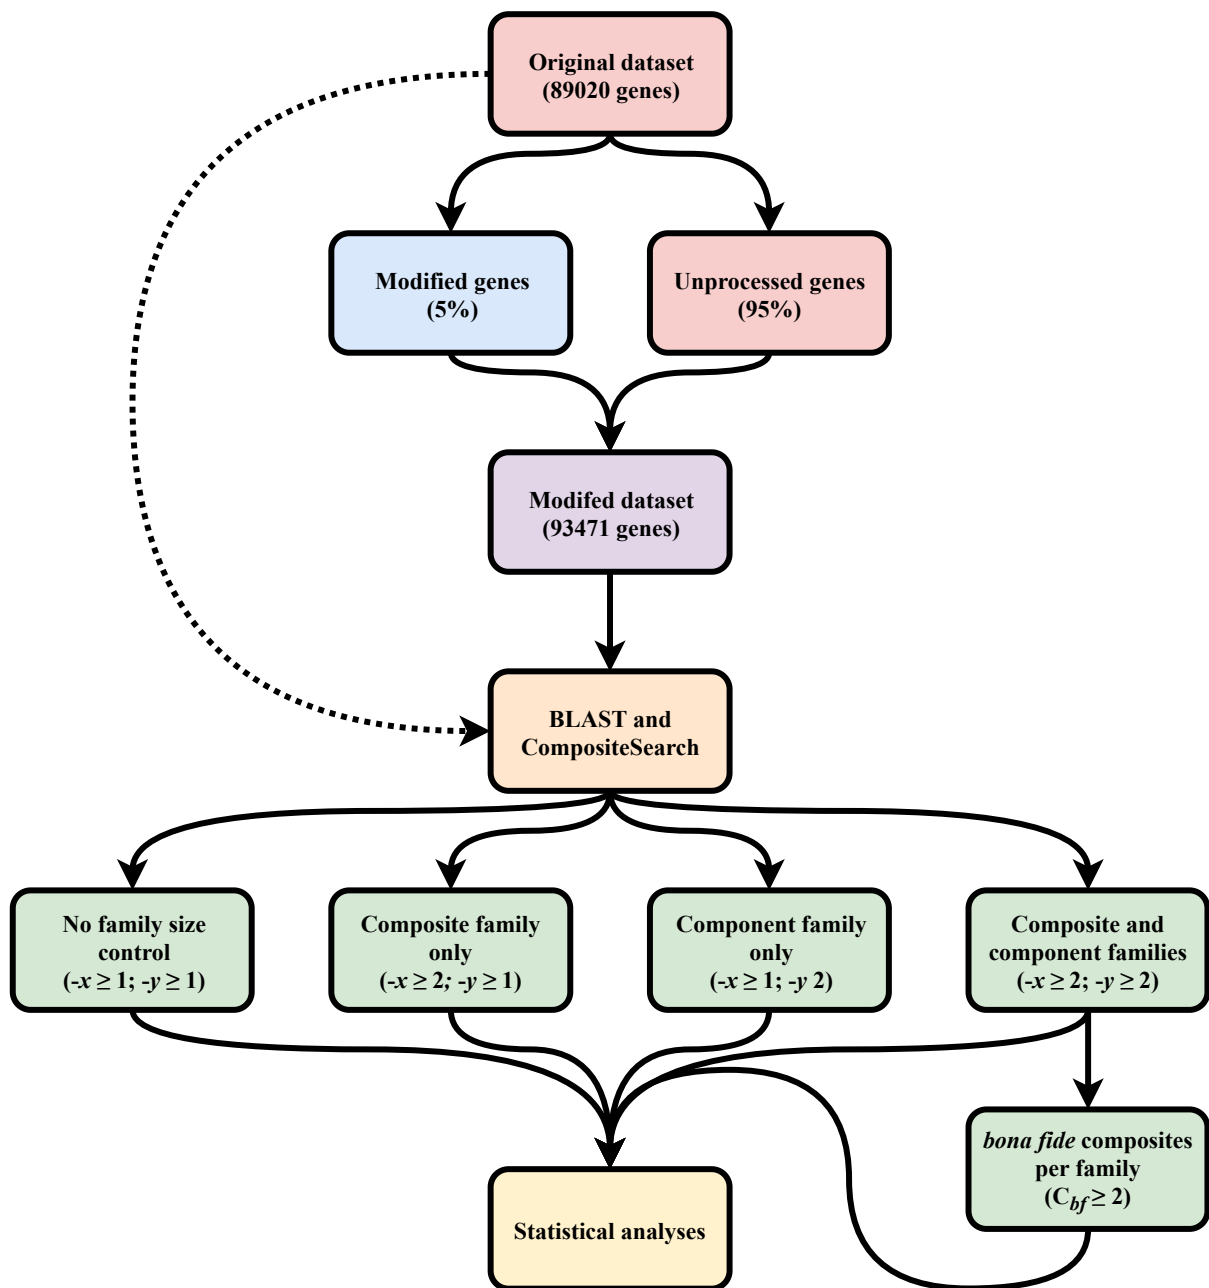 Original dataset
(89020 genes)
Modified genes
(5%)
Unprocessed genes
(95%)
Modifed dataset
(93471 genes)
BLAST and
CompositeSearch
No family size
control
(-x ≥ 1; -y ≥ 1)
Composite family
only
(-x ≥ 2; -y ≥ 1)
Component family
only
(-x ≥ 1; -y 2)
Composite and
component families
(-x ≥ 2; -y ≥ 2)
bona fide composites
per family
(Cbf ≥ 2)
Statistical analyses